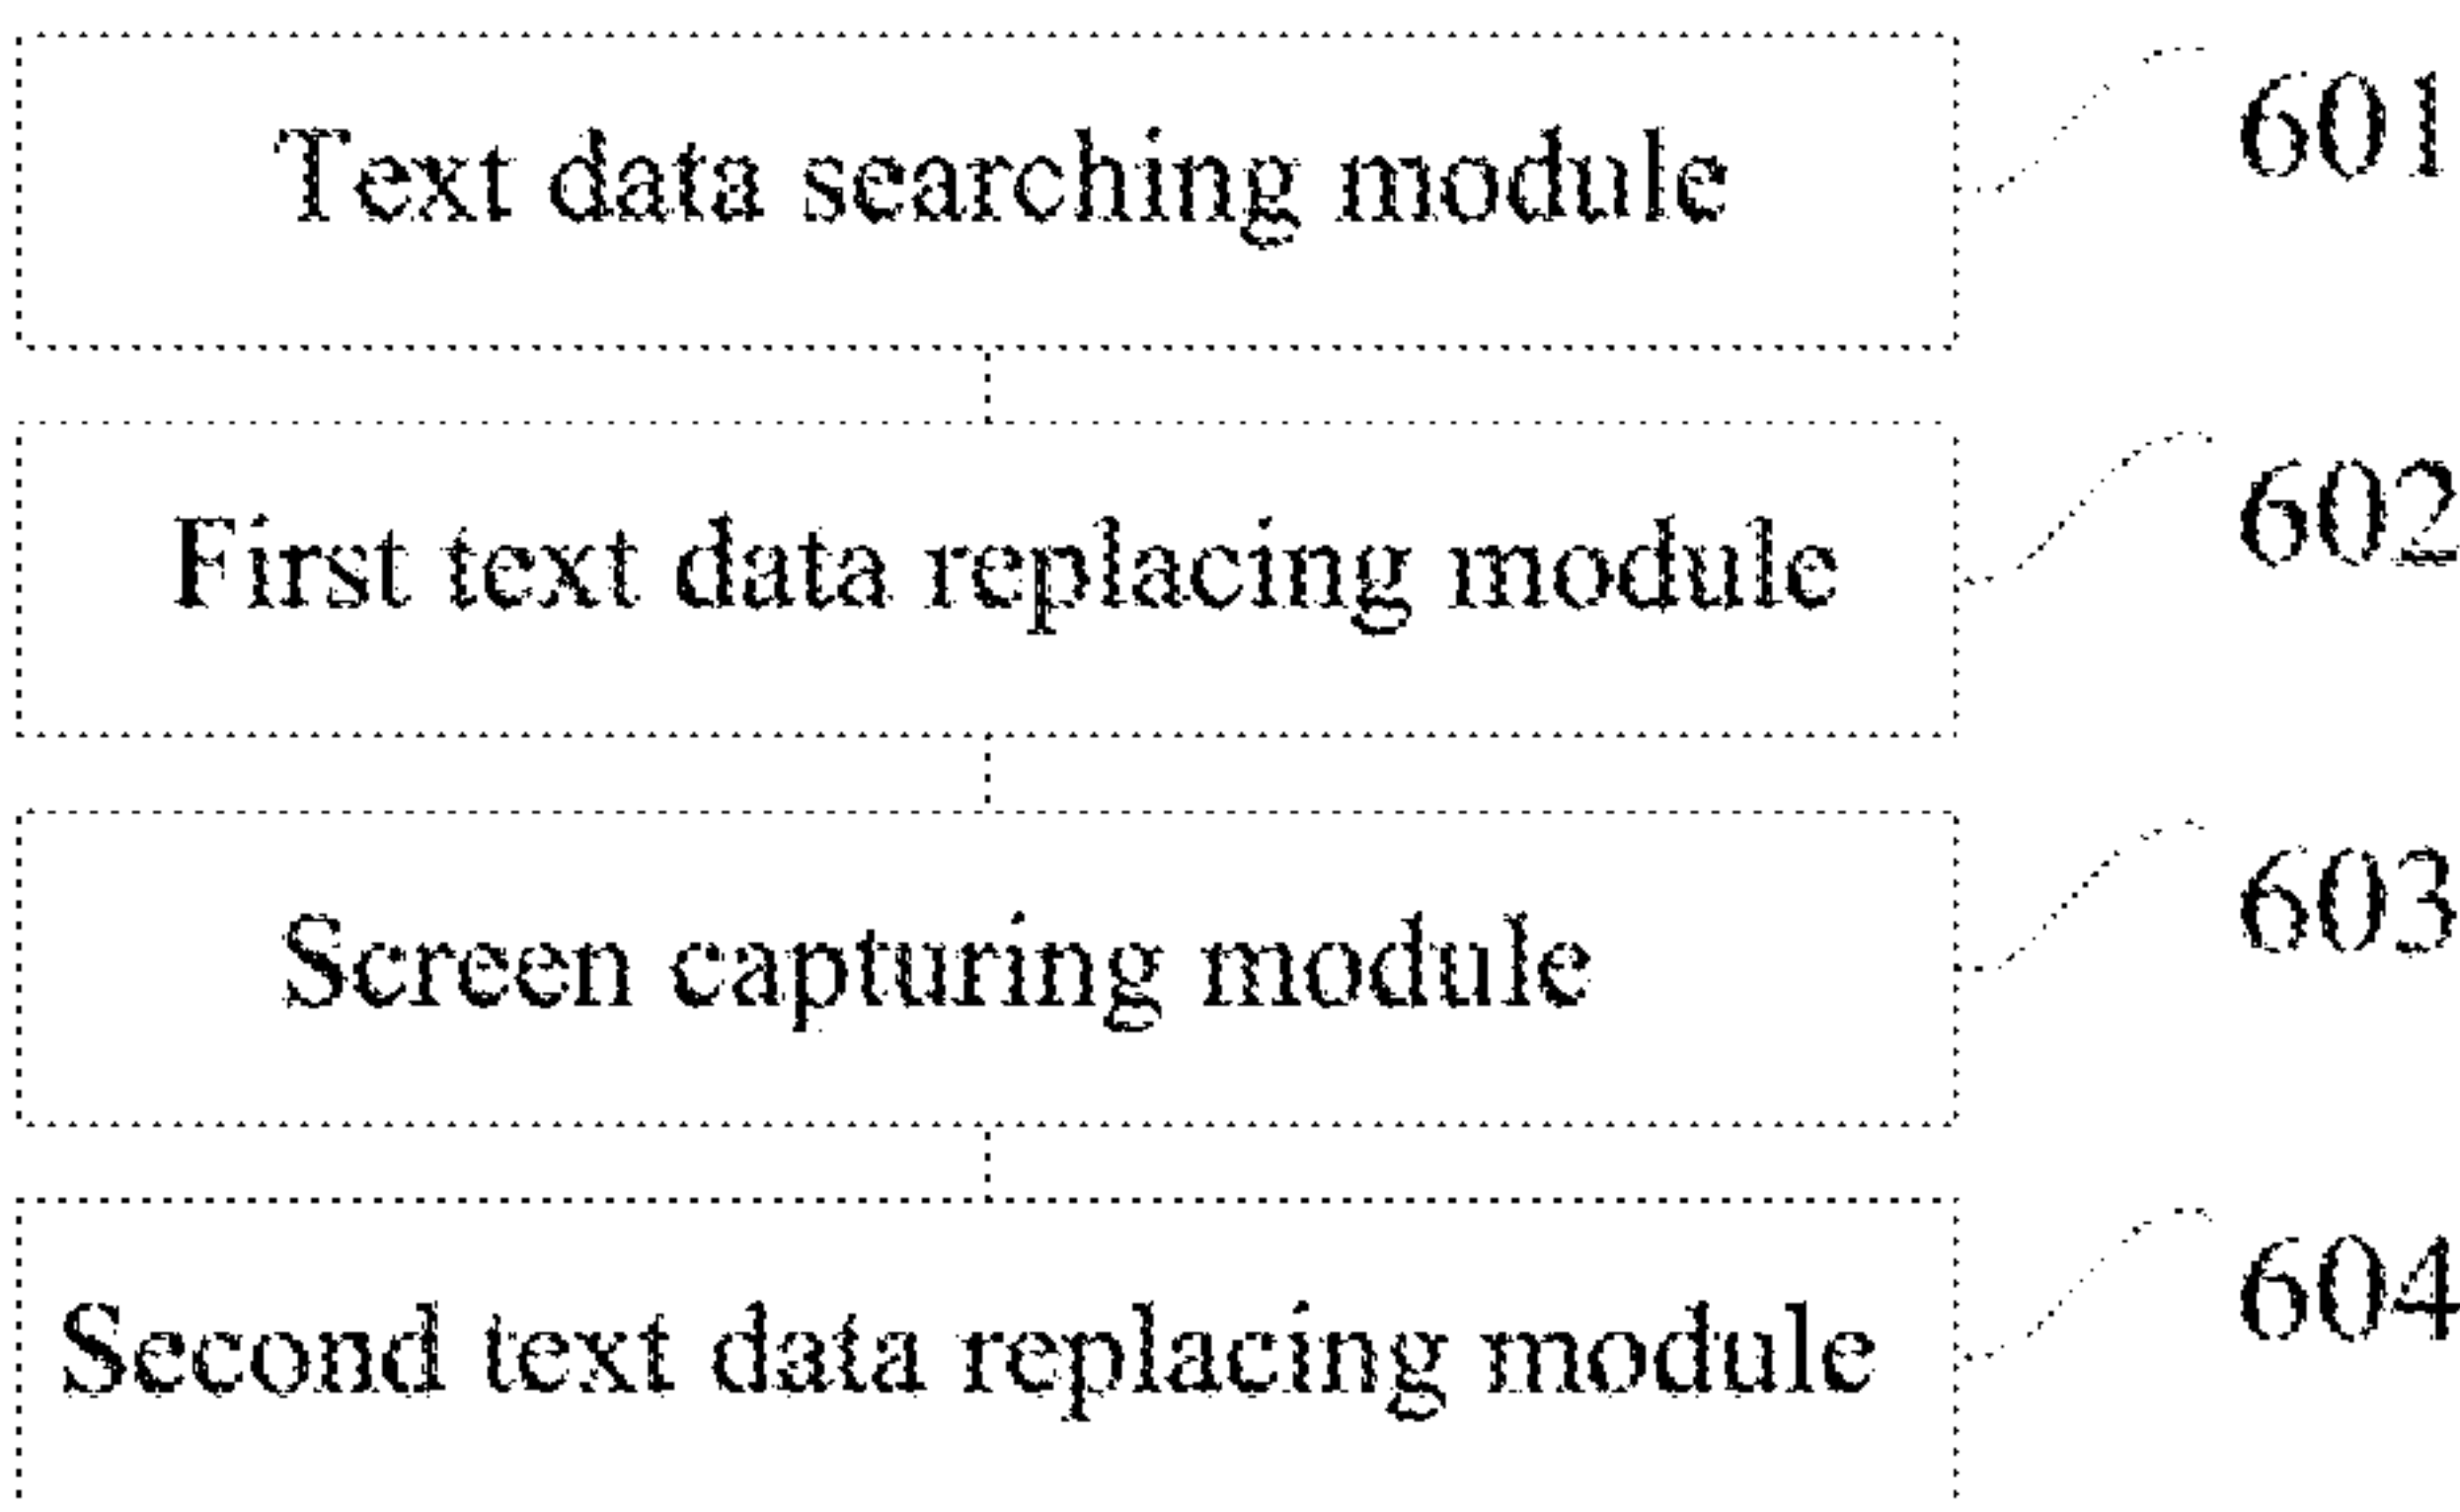 Text data searching module 601
First text data replacing module 602
Screen capturing module 603
Second text data replacing module 604